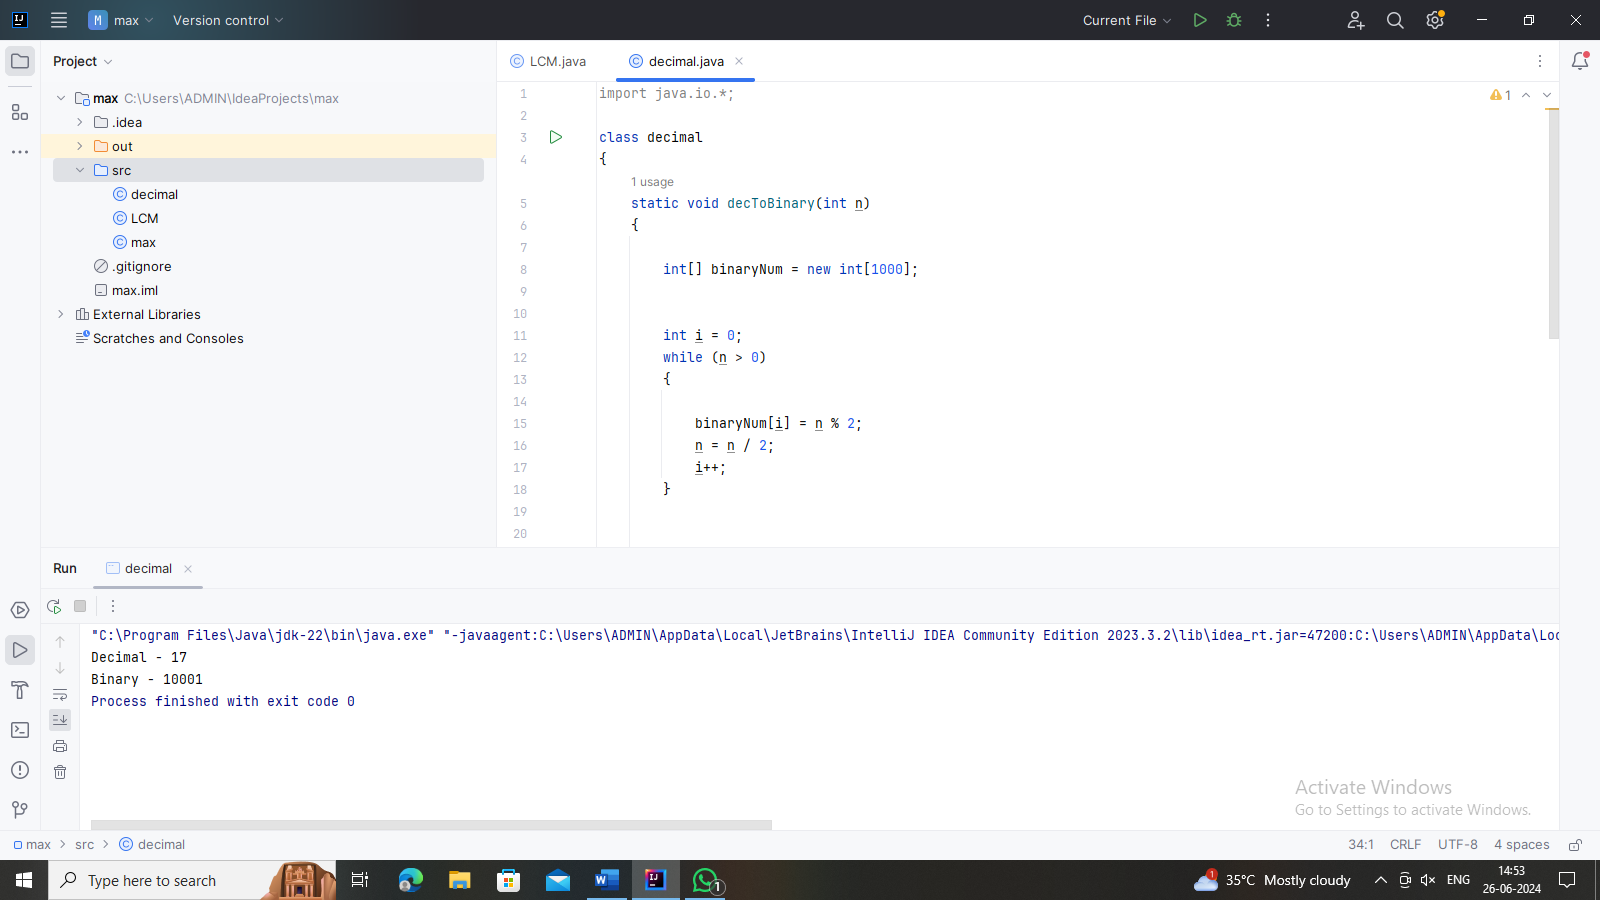 M max Version control Current File
Project
LCM.java decimal.java
max C:\Users\ADMIN\IdeaProjects\max
.idea
out
src
decimal
LCM
max
.gitignore
max.iml
External Libraries
Scratches and Consoles
1 import java.io.*;
1
2
3 class decimal
4 {
1 usage
5 static void decToBinary(int n)
6 {
7
8 int[] binaryNum = new int[1000];
9
10
11 int i = 0;
12 while (n > 0)
13 {
14
15 binaryNum[i] = n % 2;
16 n = n / 2;
17 i++;
18 }
19
20
Run decimal
"C:\Program Files\Java\jdk-22\bin\java.exe" "-javaagent:C:\Users\ADMIN\AppData\Local\JetBrains\IntelliJ IDEA Community Edition 2023.3.2\lib\idea_rt.jar=47200:C:\Users\ADMIN\AppData\Loc
Decimal - 17
Binary - 10001
Process finished with exit code 0
Activate Windows
Go to Settings to activate Windows.
max src decimal 34:1 CRLF UTF-8 4 spaces
Type here to search 1 1 35°C Mostly cloudy ENG 14:53
26-06-2024